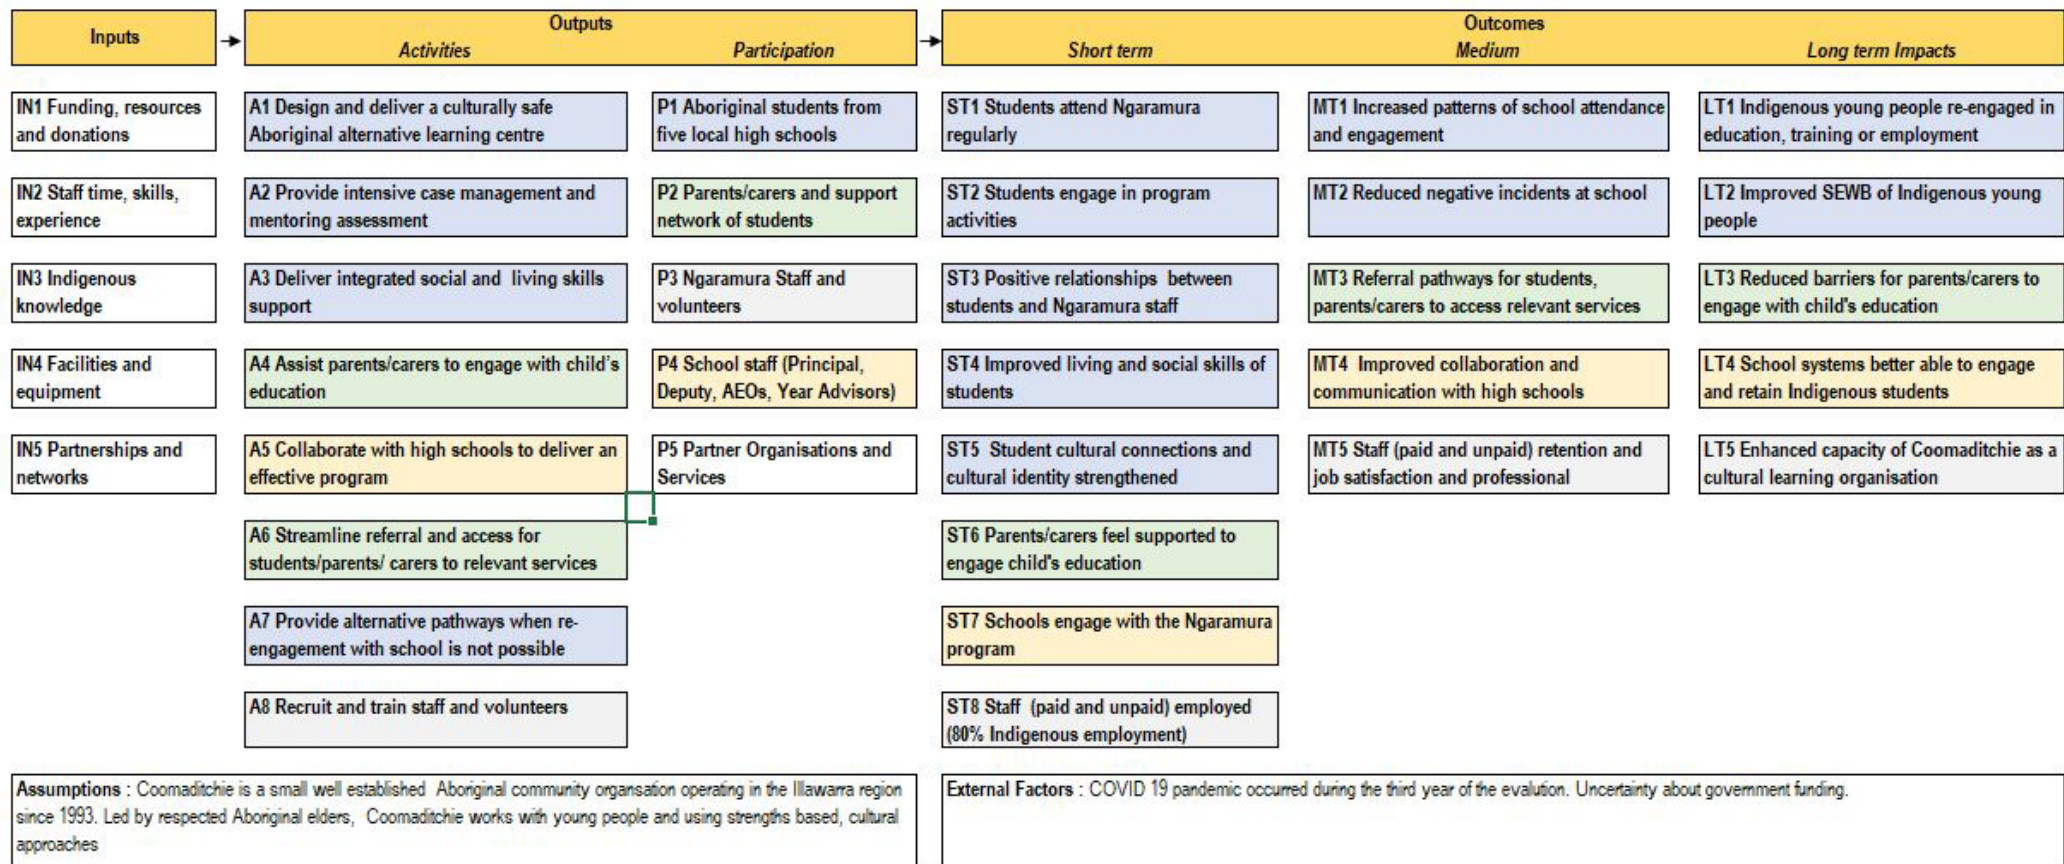 Inputs
Outputs
Activities
Participation
Outcomes
Short term
Medium
Long term Impacts
IN1 Funding, resources
and donations
IN2 Staff time, skills,
experience
IN3 Indigenous
knowledge
IN4 Facilities and
equipment
IN5 Partnerships and
networks
A1 Design and deliver a culturally safe
Aboriginal alternative learning centre
A2 Provide intensive case management and
mentoring assessment
A3 Deliver integrated social and living skills
support
A4 Assist parents/carers to engage with child's
education
A5 Collaborate with high schools to deliver an
effective program
A6 Streamline referral and access for
students/parents/ carers to relevant services
A7 Provide alternative pathways when re-
engagement with school is not possible
A8 Recruit and train staff and volunteers
P1 Aboriginal students from
five local high schools
P2 Parents/carers and support
network of students
P3 Ngaramura Staff and
volunteers
P4 School staff (Principal,
Deputy, AEOs, Year Advisors)
P5 Partner Organisations and
Services
ST1 Students attend Ngaramura
regularly
ST2 Students engage in program
activities
ST3 Positive relationships between
students and Ngaramura staff
ST4 Improved living and social skills of
students
ST5 Student cultural connections and
cultural identity strengthened
ST6 Parents/carers feel supported to
engage child's education
ST7 Schools engage with the Ngaramura
program
ST8 Staff (paid and unpaid) employed
(80% Indigenous employment)
MT1 Increased patterns of school attendance
and engagement
MT2 Reduced negative incidents at school
MT3 Referral pathways for students,
parents/carers to access relevant services
MT4 Improved collaboration and
communication with high schools
MT5 Staff (paid and unpaid) retention and
job satisfaction and professional
LT1 Indigenous young people re-engaged in
education, training or employment
LT2 Improved SEWB of Indigenous young
people
LT3 Reduced barriers for parents/carers to
engage with child's education
LT4 School systems better able to engage
and retain Indigenous students
LT5 Enhanced capacity of Coomaditchie as a
cultural learning organisation
Assumptions : Coomaditchie is a small well established Aboriginal community organsation operating in the Illawarra region
since 1993. Led by respected Aboriginal elders, Coomaditchie works with young people and using strengths based, cultural
approaches
External Factors : COVID 19 pandemic occurred during the third year of the evalution. Uncertainty about government funding.